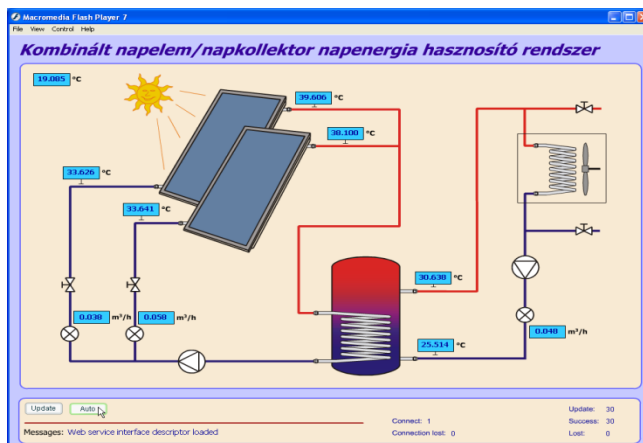 Macromedia Flash Player 7
File View Control Help
Kombinált napelem/napkollektor napenergia hasznosító rendszer
19.085 °C
39.606 °C
38.100 °C
33.626 °C
33.641 °C
30.638 °C
0.038 m³/h 0.058 m³/h
0.048 m³/h
25.514 °C
Update Auto
Messages: Web service interface descriptor loaded
Connect: 1
Connection lost: 0
Update: 30
Success: 30
Lost: 0